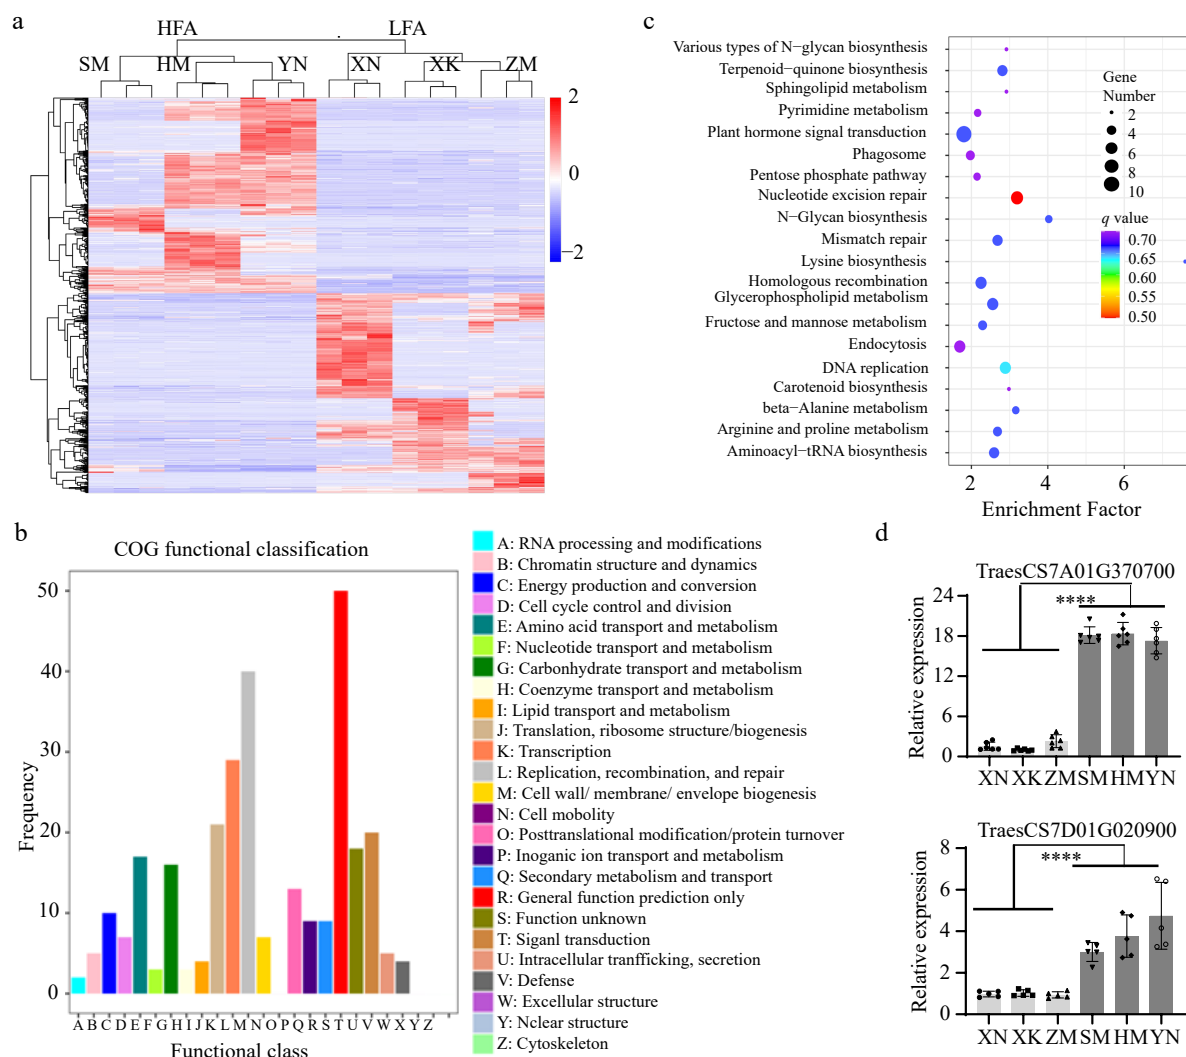 a
HFA
LFA
SM
HM
YN
XN
XK
ZM
2
0
−2
c
Various types of N−glycan biosynthesis
Terpenoid−quinone biosynthesis
Sphingolipid metabolism
Pyrimidine metabolism
Plant hormone signal transduction
Phagosome
Pentose phosphate pathway
Nucleotide excision repair
N−Glycan biosynthesis
Mismatch repair
Lysine biosynthesis
Homologous recombination
Glycerophospholipid metabolism
Fructose and mannose metabolism
Endocytosis
DNA replication
Carotenoid biosynthesis
beta−Alanine metabolism
Arginine and proline metabolism
Aminoacyl−tRNA biosynthesis
2 4 6
Enrichment Factor
Gene
Number
2
4
6
8
10
q value
0.70
0.65
0.60
0.55
0.50
b
COG functional classification
Frequency
50
40
30
20
10
0
A B C D E F G H I J K L M N O P Q R S T U V W X Y Z
Functional class
A: RNA processing and modifications
B: Chromatin structure and dynamics
C: Energy production and conversion
D: Cell cycle control and division
E: Amino acid transport and metabolism
F: Nucleotide transport and metabolism
G: Carbonhydrate transport and metabolism
H: Coenzyme transport and metabolism
I: Lipid transport and metabolism
J: Translation, ribosome structure/biogenesis
K: Transcription
L: Replication, recombination, and repair
M: Cell wall/ membrane/ envelope biogenesis
N: Cell mobolity
O: Posttranslational modification/protein turnover
P: Inoganic ion transport and metabolism
Q: Secondary metabolism and transport
R: General function prediction only
S: Function unknown
T: Siganl transduction
U: Intracellular tranfficking, secretion
V: Defense
W: Excellular structure
Y: Nclear structure
Z: Cytoskeleton
d
TraesCS7A01G370700
****
Relative expression
24
18
12
6
0
XN XK ZM SM HM YN
TraesCS7D01G020900
****
Relative expression
8
6
4
2
0
XN XK ZM SM HM YN